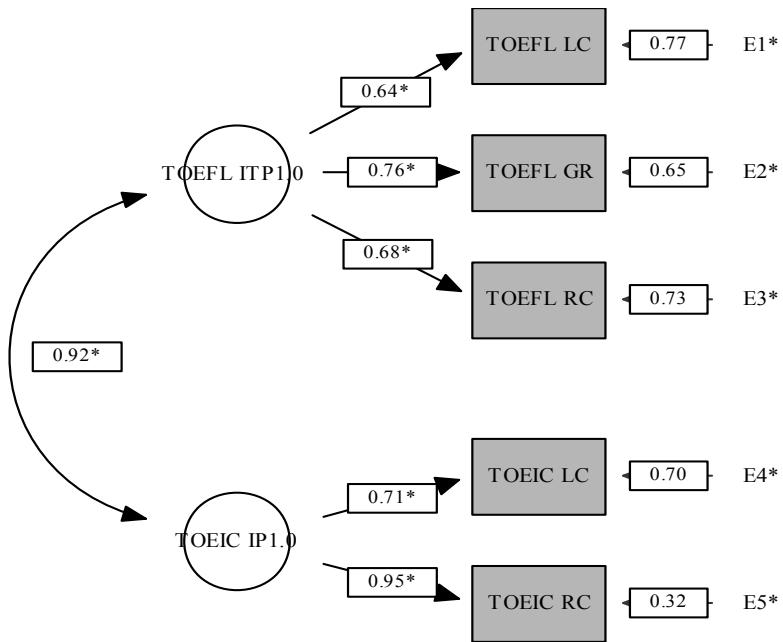 TOEFL LC
0.77
E1*
0.64*
TOEFL ITP1.0
0.76*
TOEFL GR
0.65
E2*
0.68*
TOEFL RC
0.73
E3*
0.92*
TOEIC LC
0.70
E4*
0.71*
TOEIC IP1.0
0.95*
TOEIC RC
0.32
E5*